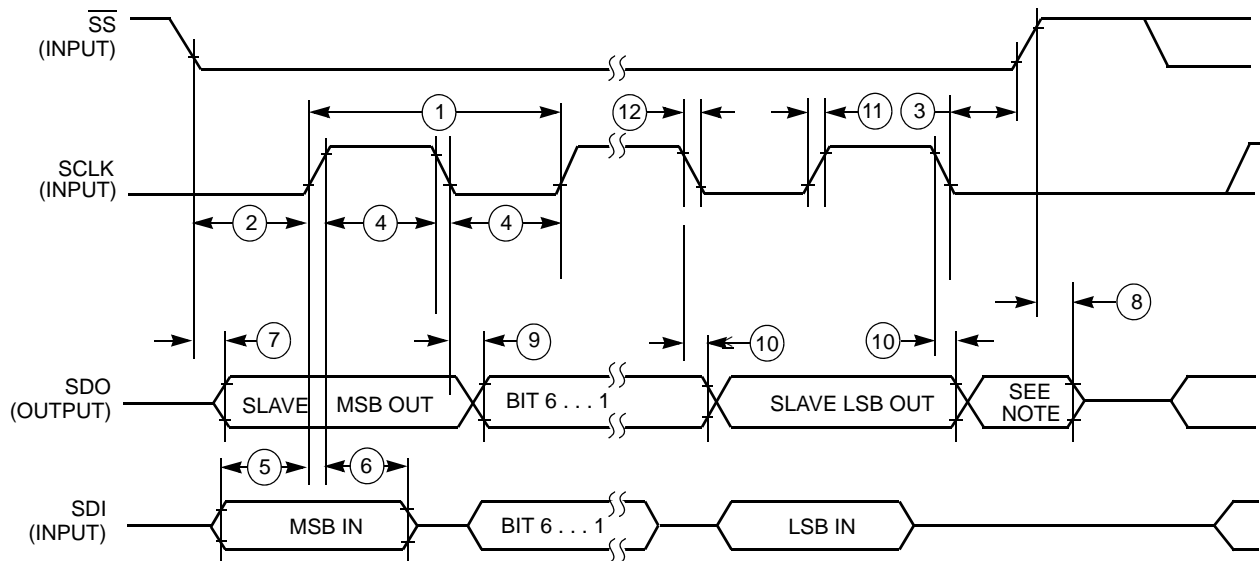 SS
(INPUT)
1
12
11
3
SCLK
(INPUT)
2
4
4
7
9
10
10
8
SDO
(OUTPUT)
SLAVE MSB OUT
BIT 6 . . . 1
SLAVE LSB OUT
SEE
NOTE
5
6
SDI
(INPUT)
MSB IN
BIT 6 . . . 1
LSB IN